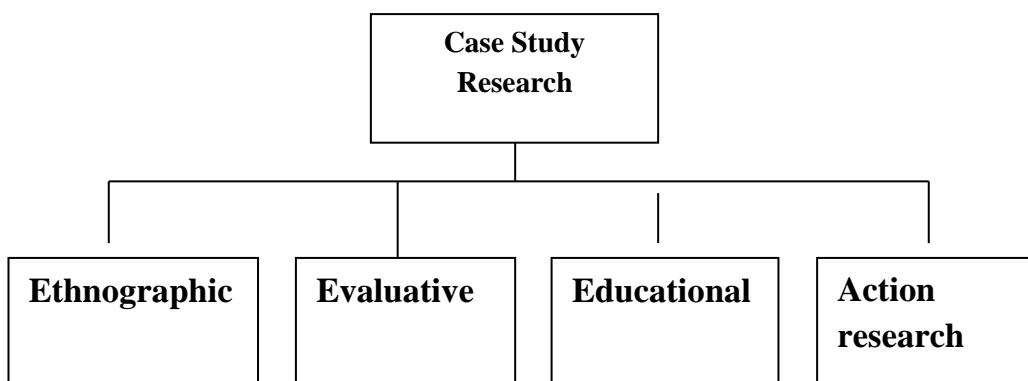 Case Study
Research
Ethnographic
Evaluative
Educational
Action
research